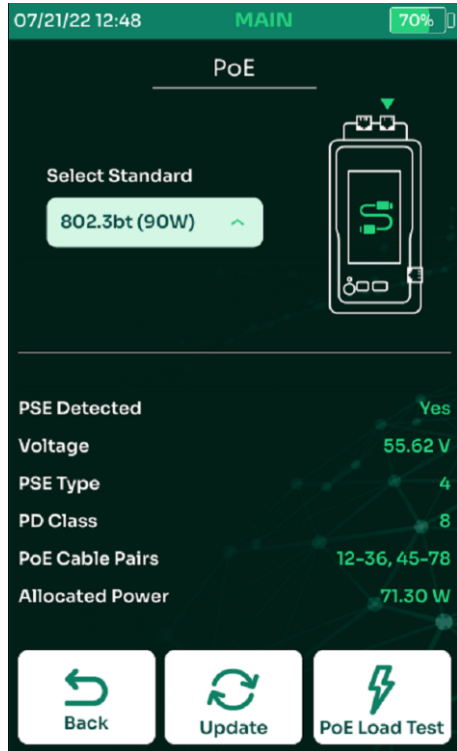 07/21/22 12:48 MAIN 70%
PoE
Select Standard
802.3bt (90W)
PSE Detected Yes
Voltage 55.62 V
PSE Type 4
PD Class 8
PoE Cable Pairs 12-36, 45-78
Allocated Power 71.30 W
Back Update PoE Load Test